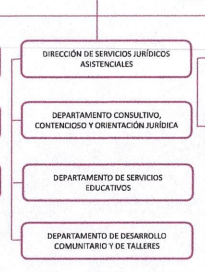 DIRECCIÓN DE SERVICIOS JURÍDICOS
ASISTENCIALES
DEPARTAMENTO CONSULTIVO,
CONTENCIOSO Y ORIENTACIÓN JURÍDICA
DEPARTAMENTO DE SERVICIOS
EDUCATIVOS
DEPARTAMENTO DE DESARROLLO
COMUNITARIO Y DE TALLERES